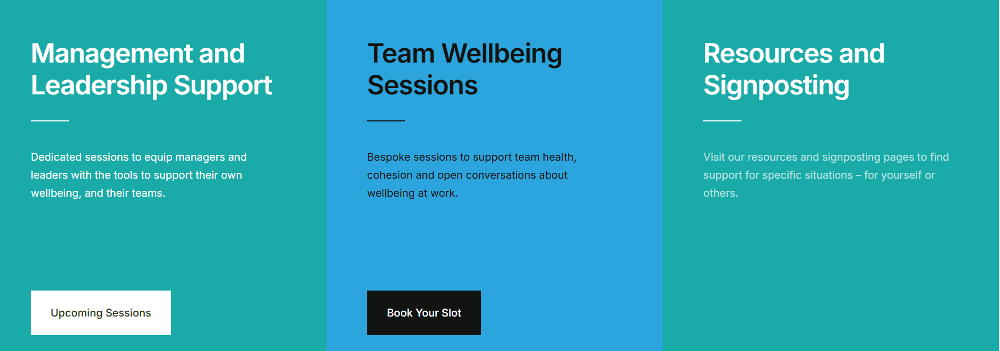 Management and
Leadership Support
Dedicated sessions to equip managers and
leaders with the tools to support their own
wellbeing, and their teams.
Upcoming Sessions
Team Wellbeing
Sessions
Bespoke sessions to support team health,
cohesion and open conversations about
wellbeing at work.
Book Your Slot
Resources and
Signposting
Visit our resources and signposting pages to find
support for specific situations – for yourself or
others.